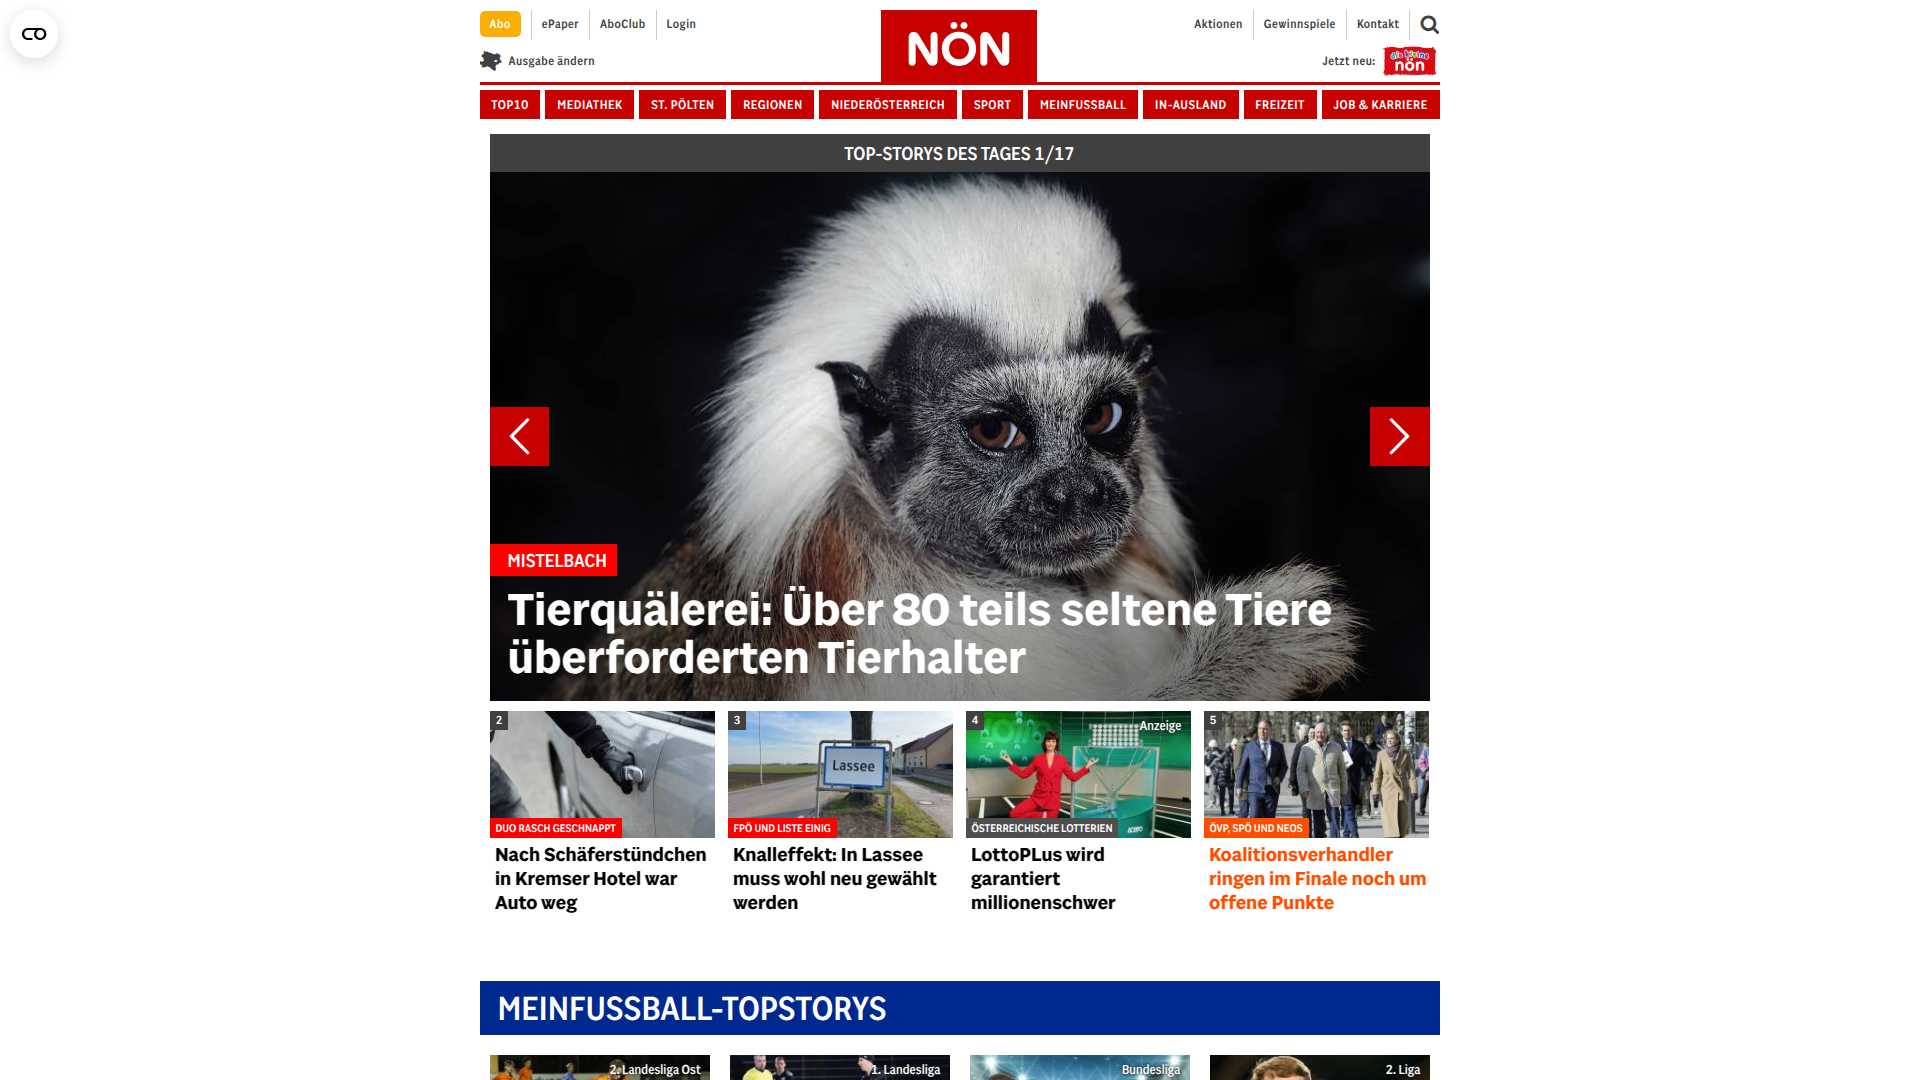 Abo
ePaper
AboClub
Login
NÖN
Aktionen
Gewinnspiele
Kontakt
Ausgabe ändern
Jetzt neu:
die kleine
nön
TOP10
MEDIATHEK
ST. PÖLTEN
REGIONEN
NIEDERÖSTERREICH
SPORT
MEINFUSSBALL
IN-AUSLAND
FREIZEIT
JOB & KARRIERE
TOP-STORYS DES TAGES 1/17
MISTELBACH
Tierquälerei: Über 80 teils seltene Tiere
überforderten Tierhalter
2
DUO RASCH GESCHNAPPT
Nach Schäferstündchen
in Kremser Hotel war
Auto weg
3
Lassee
FPÖ UND LISTE EINIG
Knalleffekt: In Lassee
muss wohl neu gewählt
werden
4
Anzeige
ÖSTERREICHISCHE LOTTERIEN
LottoPLus wird
garantiert
millionenschwer
5
ÖVP, SPÖ UND NEOS
Koalitionsverhandler
ringen im Finale noch um
offene Punkte
MEINFUSSBALL-TOPSTORYS
2. Landesliga Ost
1. Landesliga
Bundesliga
2. Liga